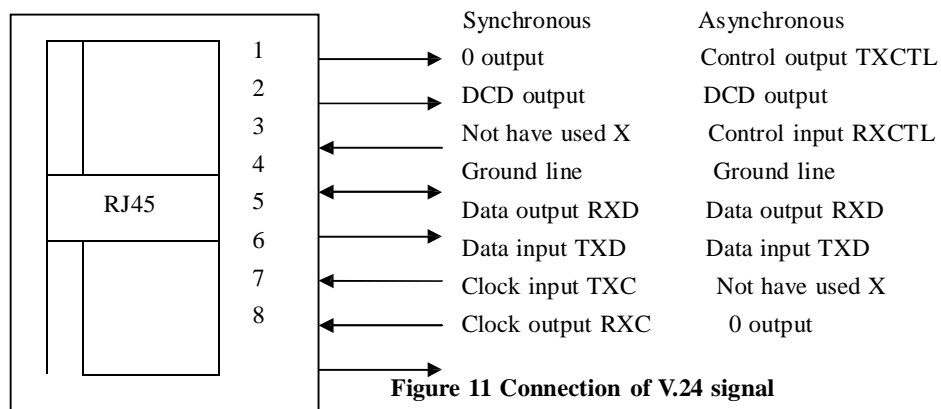 Synchronous Asynchronous
1 0 output Control output TXCTL
2 DCD output DCD output
3 Not have used X Control input RXCTL
4 Ground line Ground line
RJ45 5 Data output RXD Data output RXD
6 Data input TXD Data input TXD
7 Clock input TXC Not have used X
8 Clock output RXC 0 output
Figure 11 Connection of V.24 signal